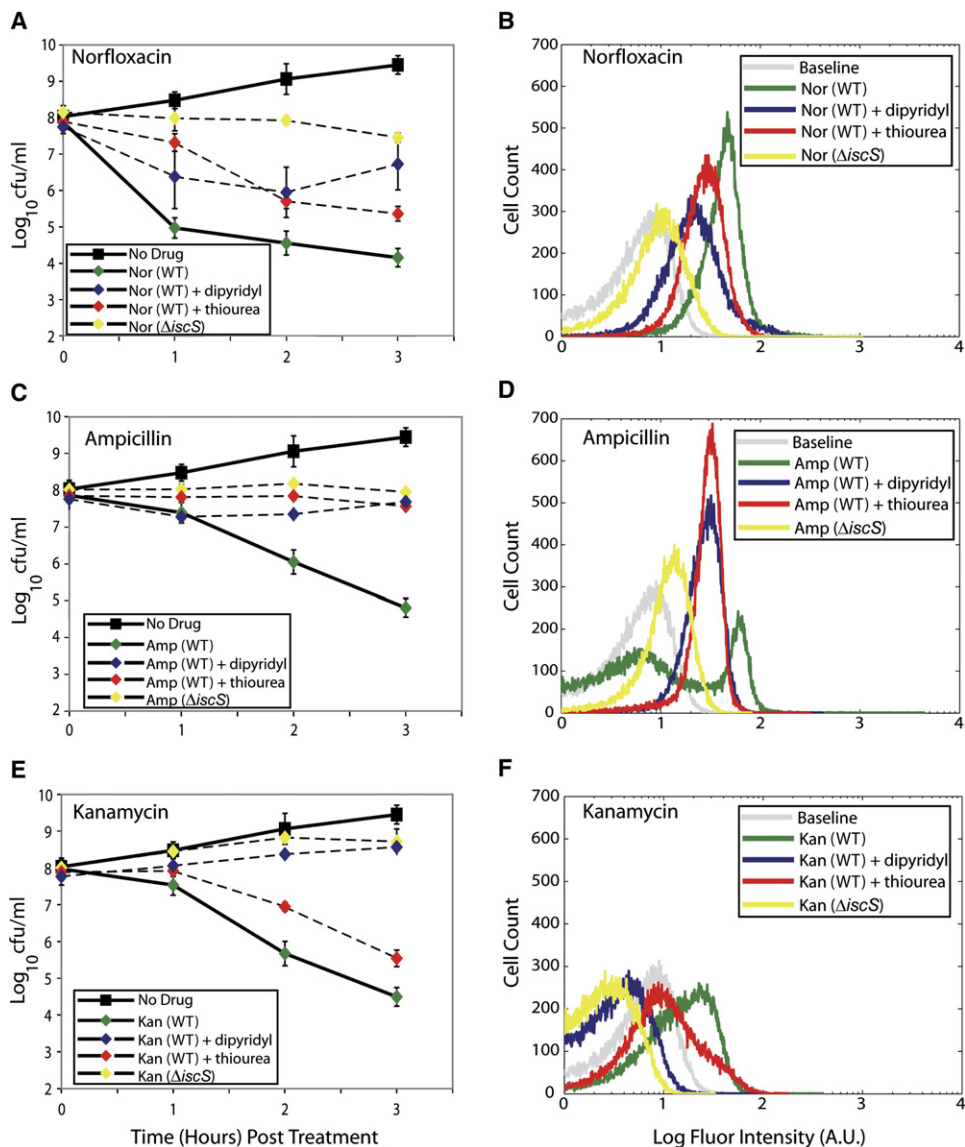 A
Norfloxacin
10
9
8
7
6
5
4
3
2
Log10 cfu/ml
No Drug
Nor (WT)
Nor (WT) + dipyridyl
Nor (WT) + thiourea
Nor (ΔiscS)
0
1
2
3
B
Norfloxacin
700
600
500
400
300
200
100
0
Cell Count
Baseline
Nor (WT)
Nor (WT) + dipyridyl
Nor (WT) + thiourea
Nor (ΔiscS)
0
1
2
3
4
C
Ampicillin
10
9
8
7
6
5
4
3
2
Log10 cfu/ml
No Drug
Amp (WT)
Amp (WT) + dipyridyl
Amp (WT) + thiourea
Amp (ΔiscS)
0
1
2
3
D
Ampicillin
700
600
500
400
300
200
100
0
Cell Count
Baseline
Amp (WT)
Amp (WT) + dipyridyl
Amp (WT) + thiourea
Amp (ΔiscS)
0
1
2
3
4
E
Kanamycin
10
9
8
7
6
5
4
3
2
Log10 cfu/ml
No Drug
Kan (WT)
Kan (WT) + dipyridyl
Kan (WT) + thiourea
Kan (ΔiscS)
0
1
2
3
Time (Hours) Post Treatment
F
Kanamycin
700
600
500
400
300
200
100
0
Cell Count
Baseline
Kan (WT)
Kan (WT) + dipyridyl
Kan (WT) + thiourea
Kan (ΔiscS)
0
1
2
3
4
Log Fluor Intensity (A.U.)